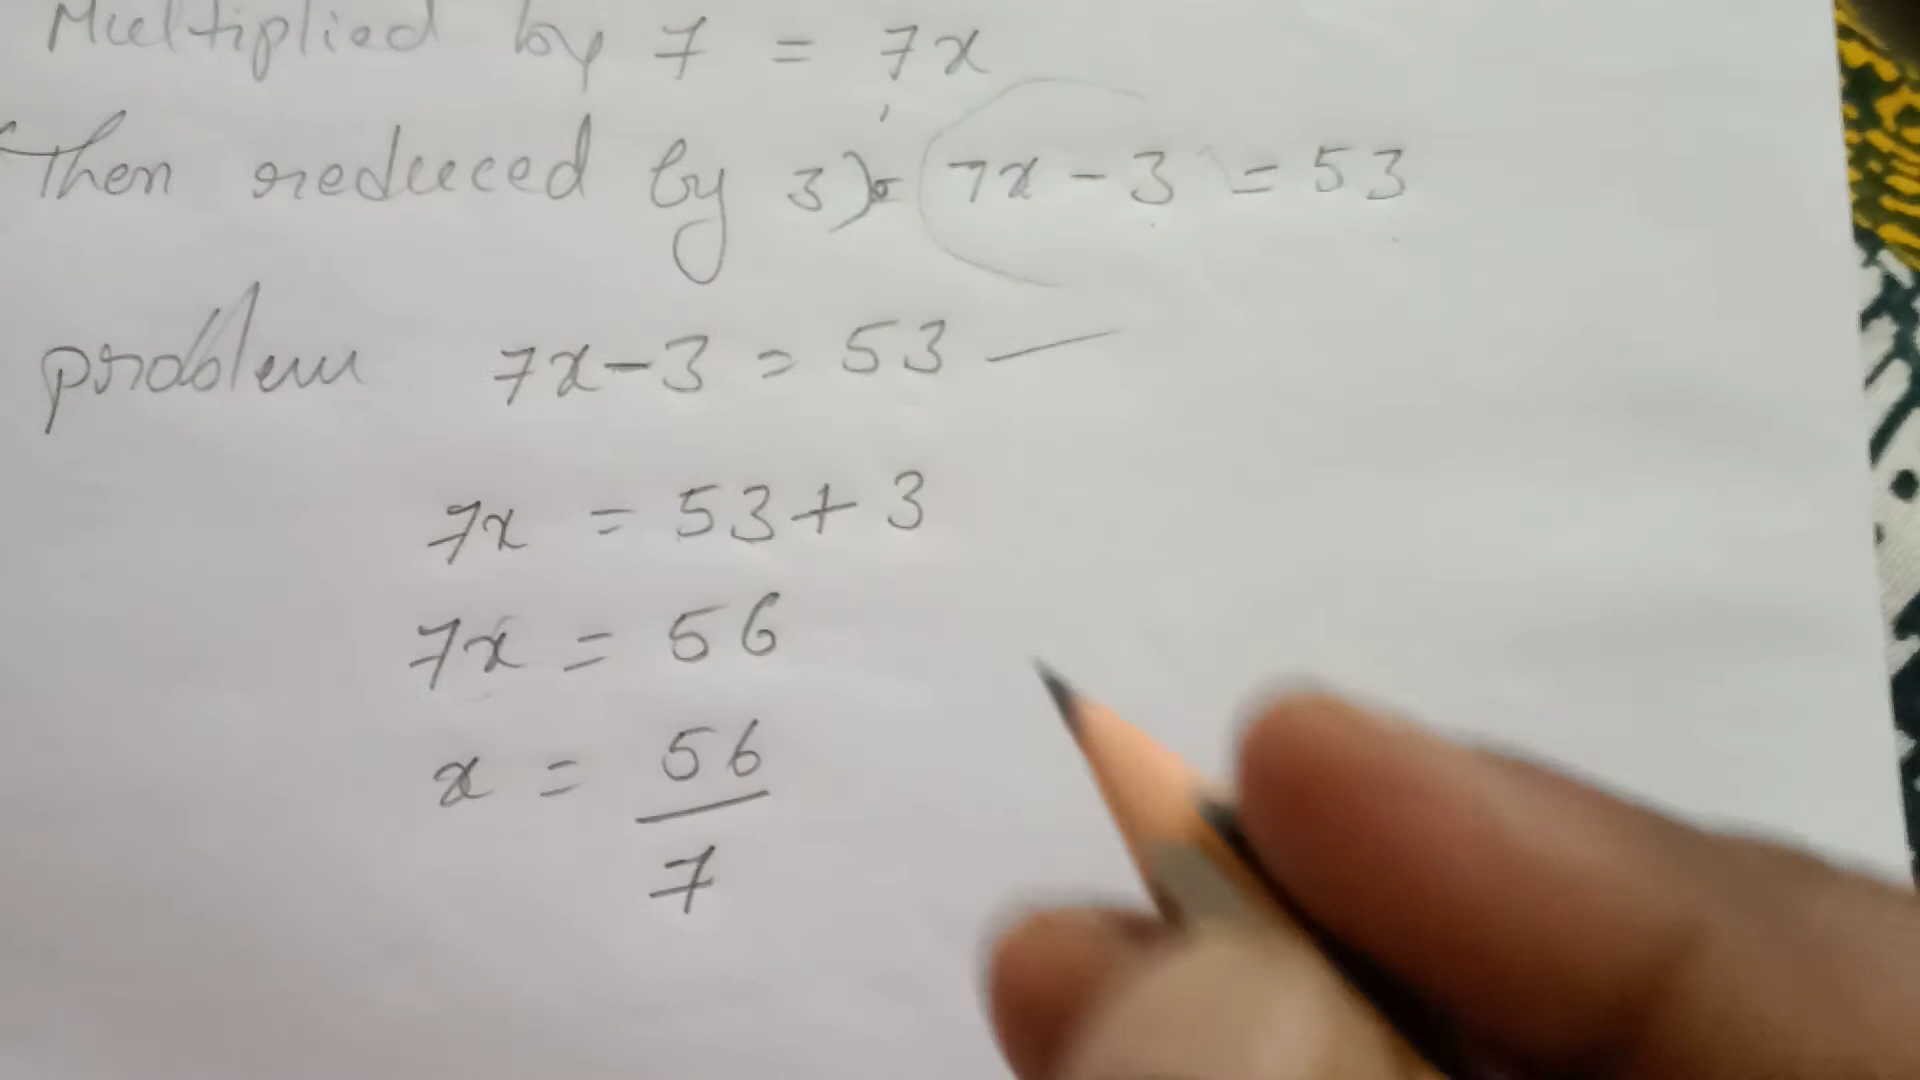 Multiplied by 7 = 7x
Then reduced by 3) = 7x - 3 = 53
problem 7x - 3 = 53 —
7x = 53 + 3
7x = 56
x = 56
7